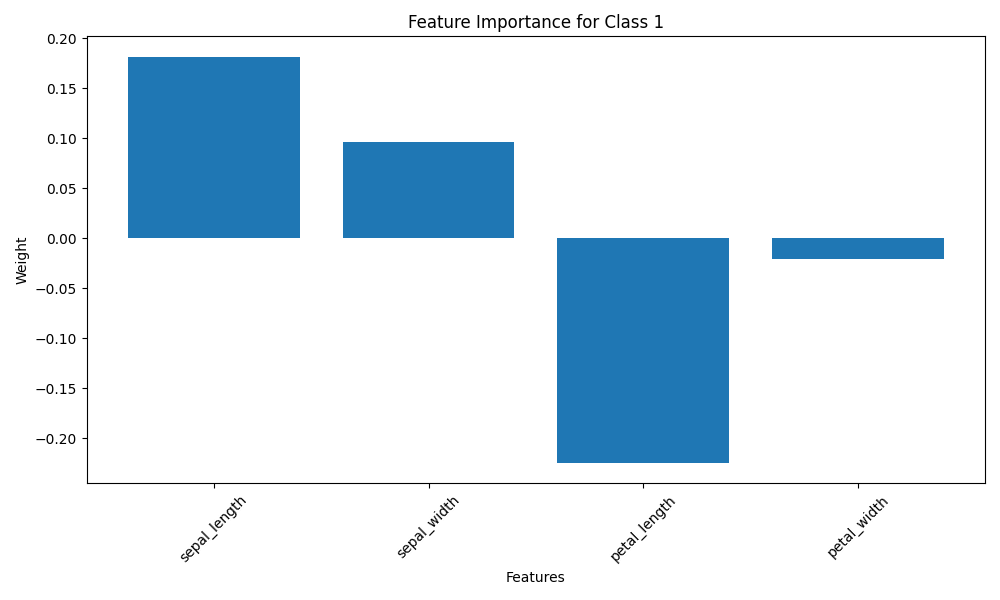 Feature Importance for Class 1
0.20
0.15
0.10
0.05
0.00
−0.05
−0.10
−0.15
−0.20
Weight
sepal_length
sepal_width
petal_length
petal_width
Features